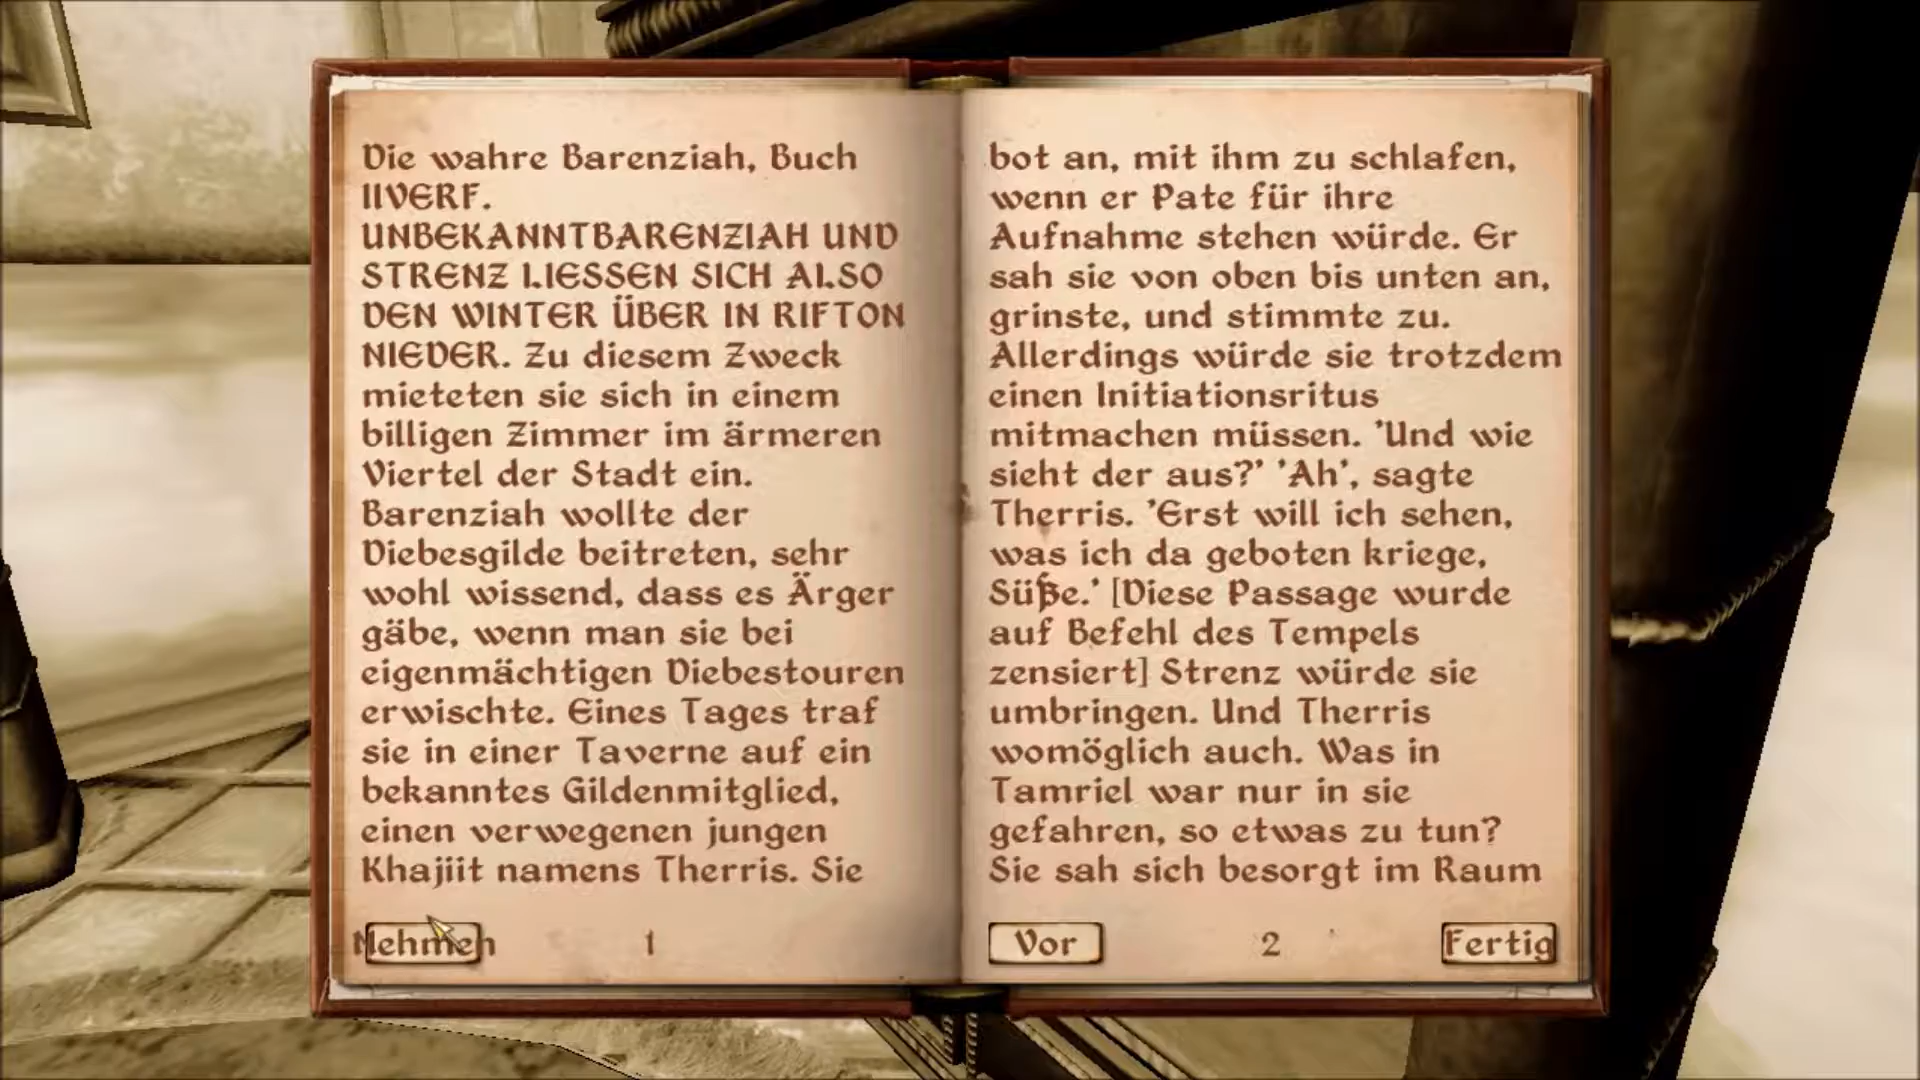 Die wahre Barenziah, Buch
IIVERF.
UNBEKANNTBARENZIAH UND
STRENZ LIESSEN SICH ALSO
DEN WINTER ÜBER IN RIFTON
NIEDER. Zu diesem Zweck
mieteten sie sich in einem
billigen Zimmer im ärmeren
Viertel der Stadt ein.
Barenziah wollte der
Diebesgilde beitreten, sehr
wohl wissend, dass es Ärger
gäbe, wenn man sie bei
eigenmächtigen Diebestouren
erwischte. Eines Tages traf
sie in einer Taverne auf ein
bekanntes Gildenmitglied,
einen verwegenen jungen
Khajiit namens Therris. Sie
Nehmen
1
bot an, mit ihm zu schlafen,
wenn er Pate für ihre
Aufnahme stehen würde. Er
sah sie von oben bis unten an,
grinste, und stimmte zu.
Allerdings würde sie trotzdem
einen Initiationsritus
mitmachen müssen. 'Und wie
sieht der aus?' 'Ah', sagte
Therris. 'Erst will ich sehen,
was ich da geboten kriege,
Süße.' [Diese Passage wurde
auf Befehl des Tempels
zensiert] Strenz würde sie
umbringen. Und Therris
womöglich auch. Was in
Tamriel war nur in sie
gefahren, so etwas zu tun?
Sie sah sich besorgt im Raum
Vor
2
Fertig